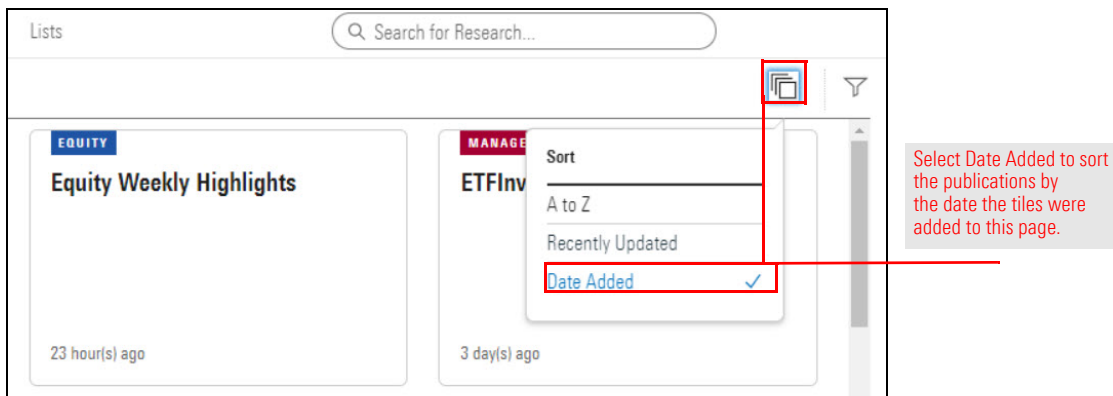 Lists
Search for Research...
EQUITY
Equity Weekly Highlights
23 hour(s) ago
MANAGE
ETFInv
3 day(s) ago
Sort
A to Z
Recently Updated
Date Added
Select Date Added to sort
the publications by
the date the tiles were
added to this page.